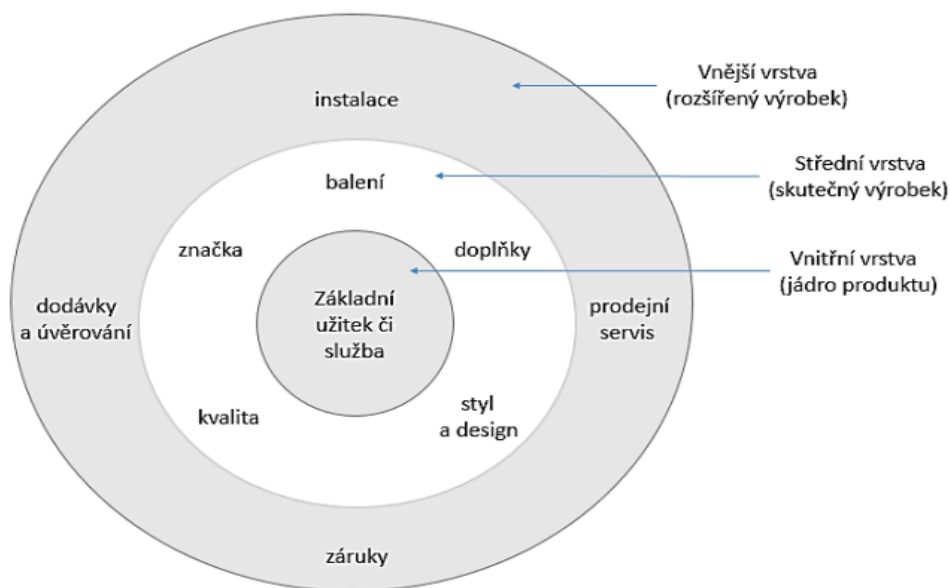 Vnější vrstva
(rozšířený výrobek)
instalace
Střední vrstva
(skutečný výrobek)
balení
značka
doplňky
Vnitřní vrstva
(jádro produktu)
Základní
užitek či
služba
dodávky
a úvěrování
prodejní
servis
kvalita
styl
a design
záruky